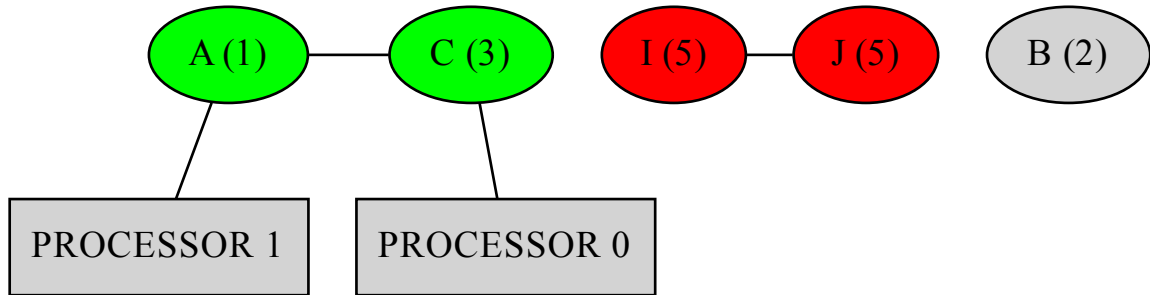 A (1)
C (3)
I (5)
J (5)
B (2)
PROCESSOR 1
PROCESSOR 0